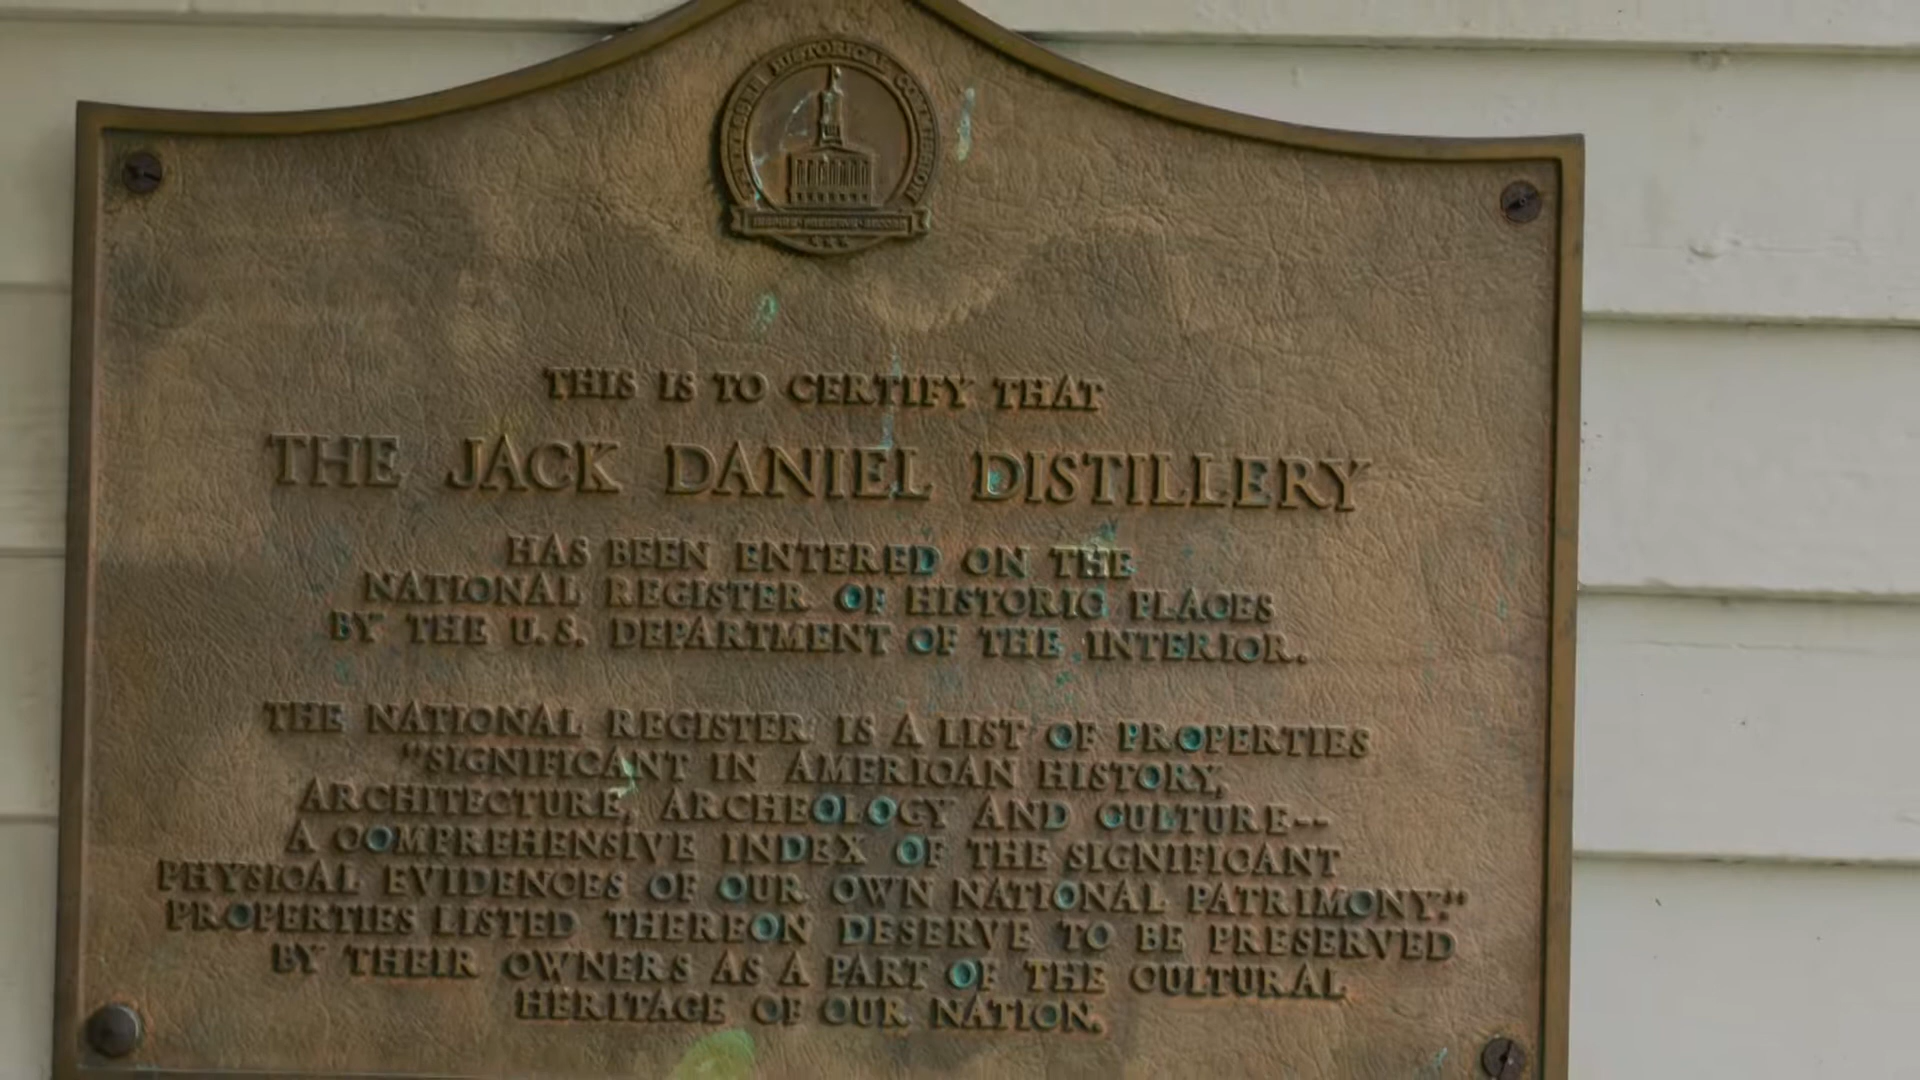 TENNESSEE HISTORICAL COMMISSION
THIS IS TO CERTIFY THAT
THE JACK DANIEL DISTILLERY
HAS BEEN ENTERED ON THE
NATIONAL REGISTER OF HISTORIC PLACES
BY THE U.S. DEPARTMENT OF THE INTERIOR.
THE NATIONAL REGISTER IS A LIST OF PROPERTIES
"SIGNIFICANT IN AMERICAN HISTORY,
ARCHITECTURE, ARCHEOLOGY AND CULTURE--
A COMPREHENSIVE INDEX OF THE SIGNIFICANT
PHYSICAL EVIDENCES OF OUR OWN NATIONAL PATRIMONY."
PROPERTIES LISTED THEREON DESERVE TO BE PRESERVED
BY THEIR OWNERS AS A PART OF THE CULTURAL
HERITAGE OF OUR NATION.